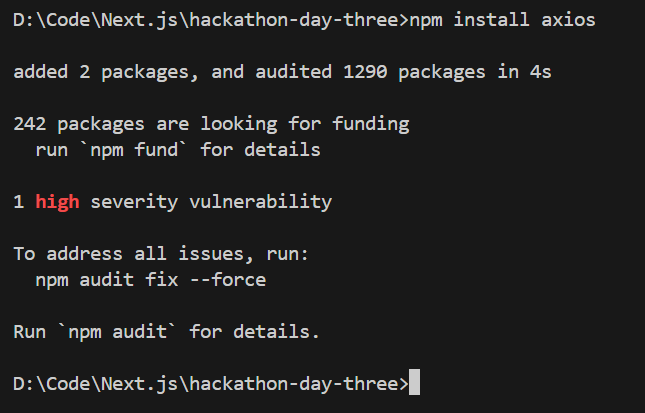 D:\Code\Next.js\hackathon-day-three>npm install axios
added 2 packages, and audited 1290 packages in 4s
242 packages are looking for funding
  run `npm fund` for details
1 high severity vulnerability
To address all issues, run:
  npm audit fix --force
Run `npm audit` for details.
D:\Code\Next.js\hackathon-day-three>